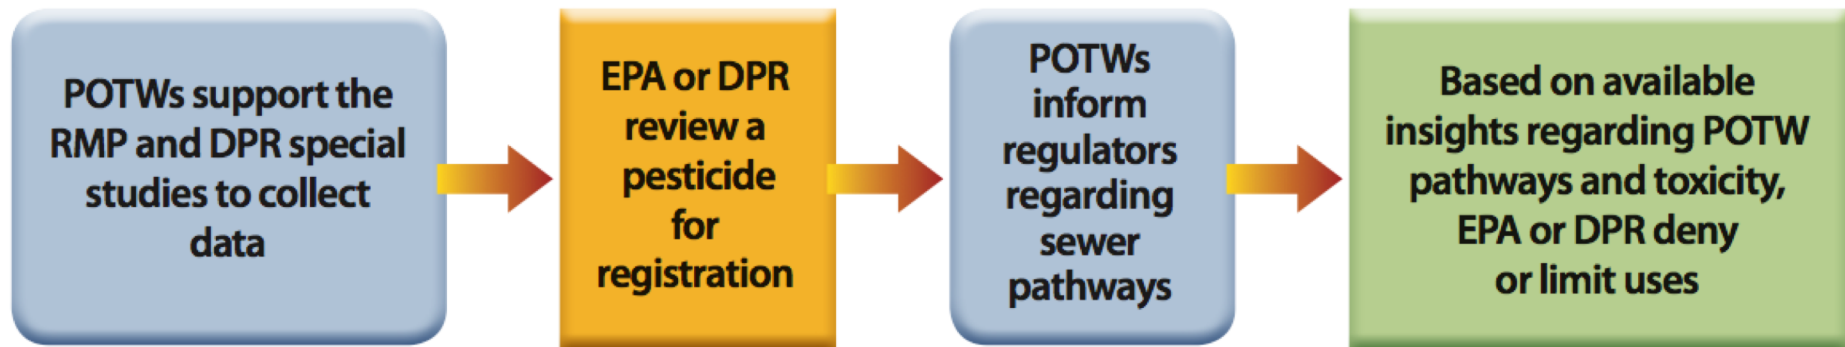 POTWs support the
RMP and DPR special
studies to collect
data
EPA or DPR
review a
pesticide
for
registration
POTWs
inform
regulators
regarding
sewer
pathways
Based on available
insights regarding POTW
pathways and toxicity,
EPA or DPR deny
or limit uses